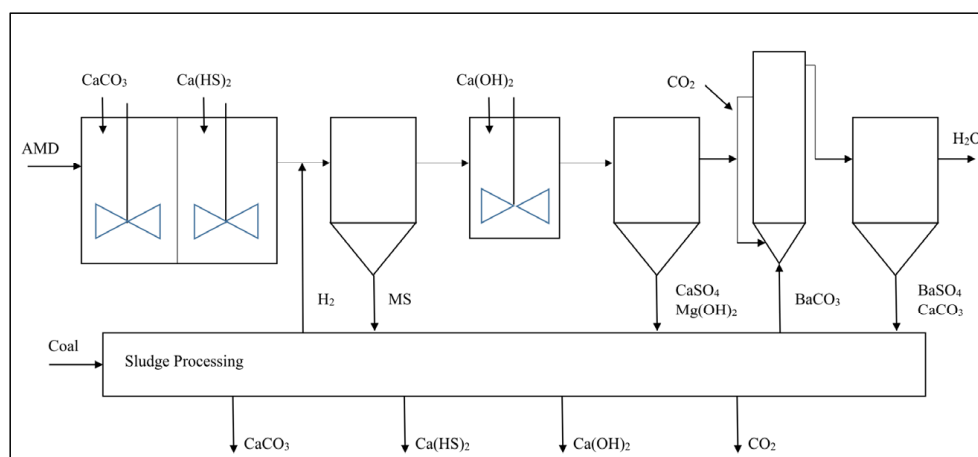 CaCO₃
Ca(HS)₂
Ca(OH)₂
CO₂
AMD
H₂O
H₂
MS
CaSO₄
Mg(OH)₂
BaCO₃
BaSO₄
CaCO₃
Coal
Sludge Processing
CaCO₃
Ca(HS)₂
Ca(OH)₂
CO₂